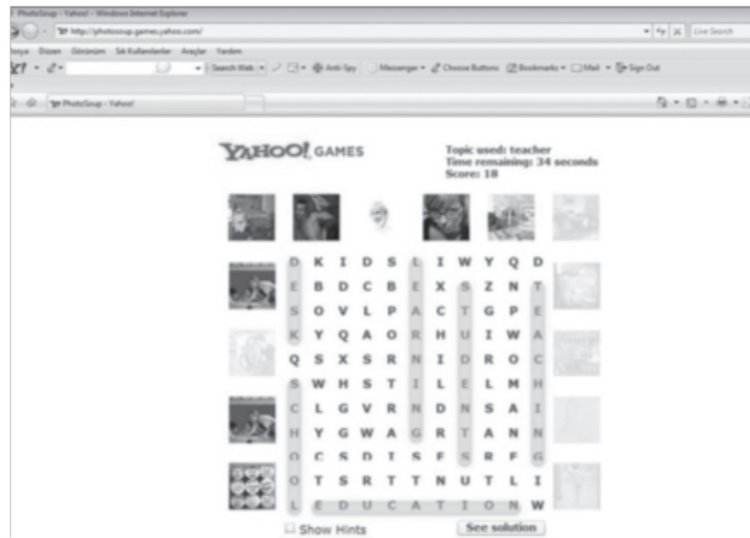 PhotoSoup - Yahoo! - Windows Internet Explorer
http://photosoup.games.yahoo.com/
Live Search
Düzen Görünüm Sık Kullanılanlar Araçlar Yardım
Search Web Anti-Spy Messenger Choose Buttons Bookmarks Mail Sign Out
PhotoSoup - Yahoo!
YAHOO! GAMES
Topic used: teacher
Time remaining: 34 seconds
Score: 18
D K I D S L I W Y Q D
E B D C B E X S Z N T
S O V L P A C T G P E
K Y Q A O R H U I W A
Q S X S R N I D R O C
S W H S T I L E L M H
C L G V R N D N S A I
H Y G W A G R T A N N
O C S D I S E S R E G
O T S R T T N U T L I
L E D U C A T I O N W
Show Hints
See solution